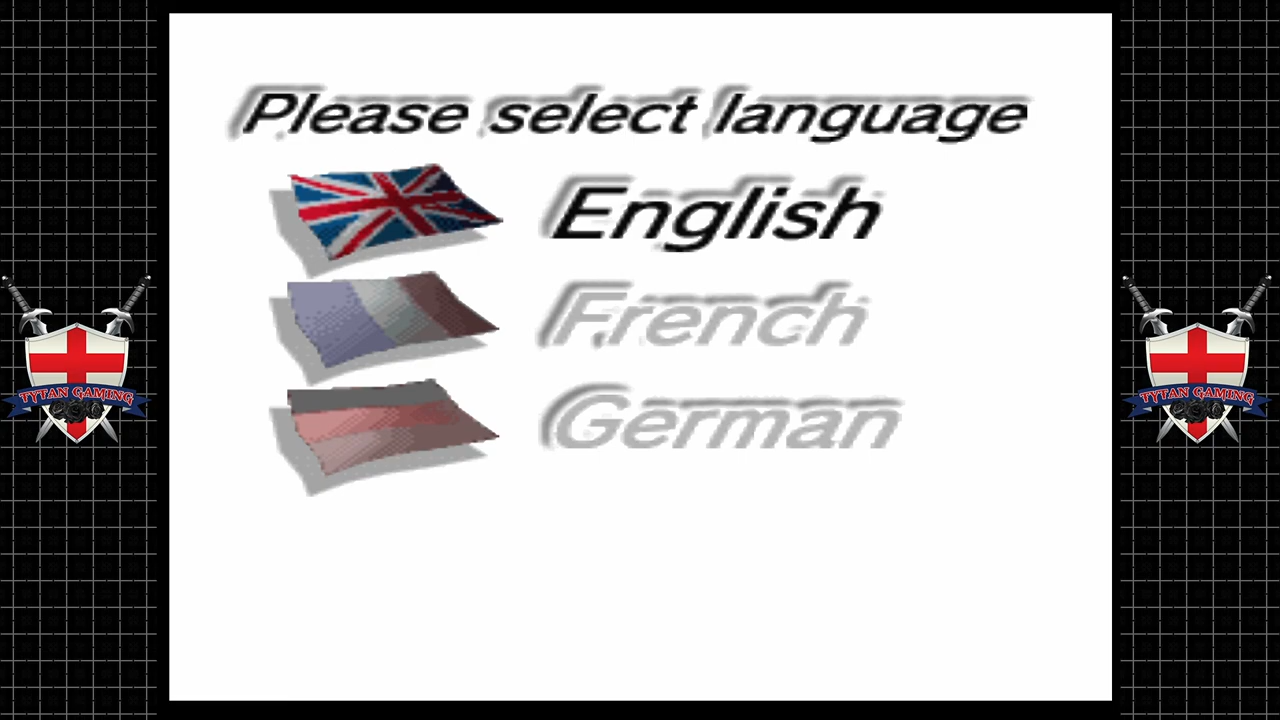 Please select language
English
French
German
TYTAN GAMING
TYTAN GAMING